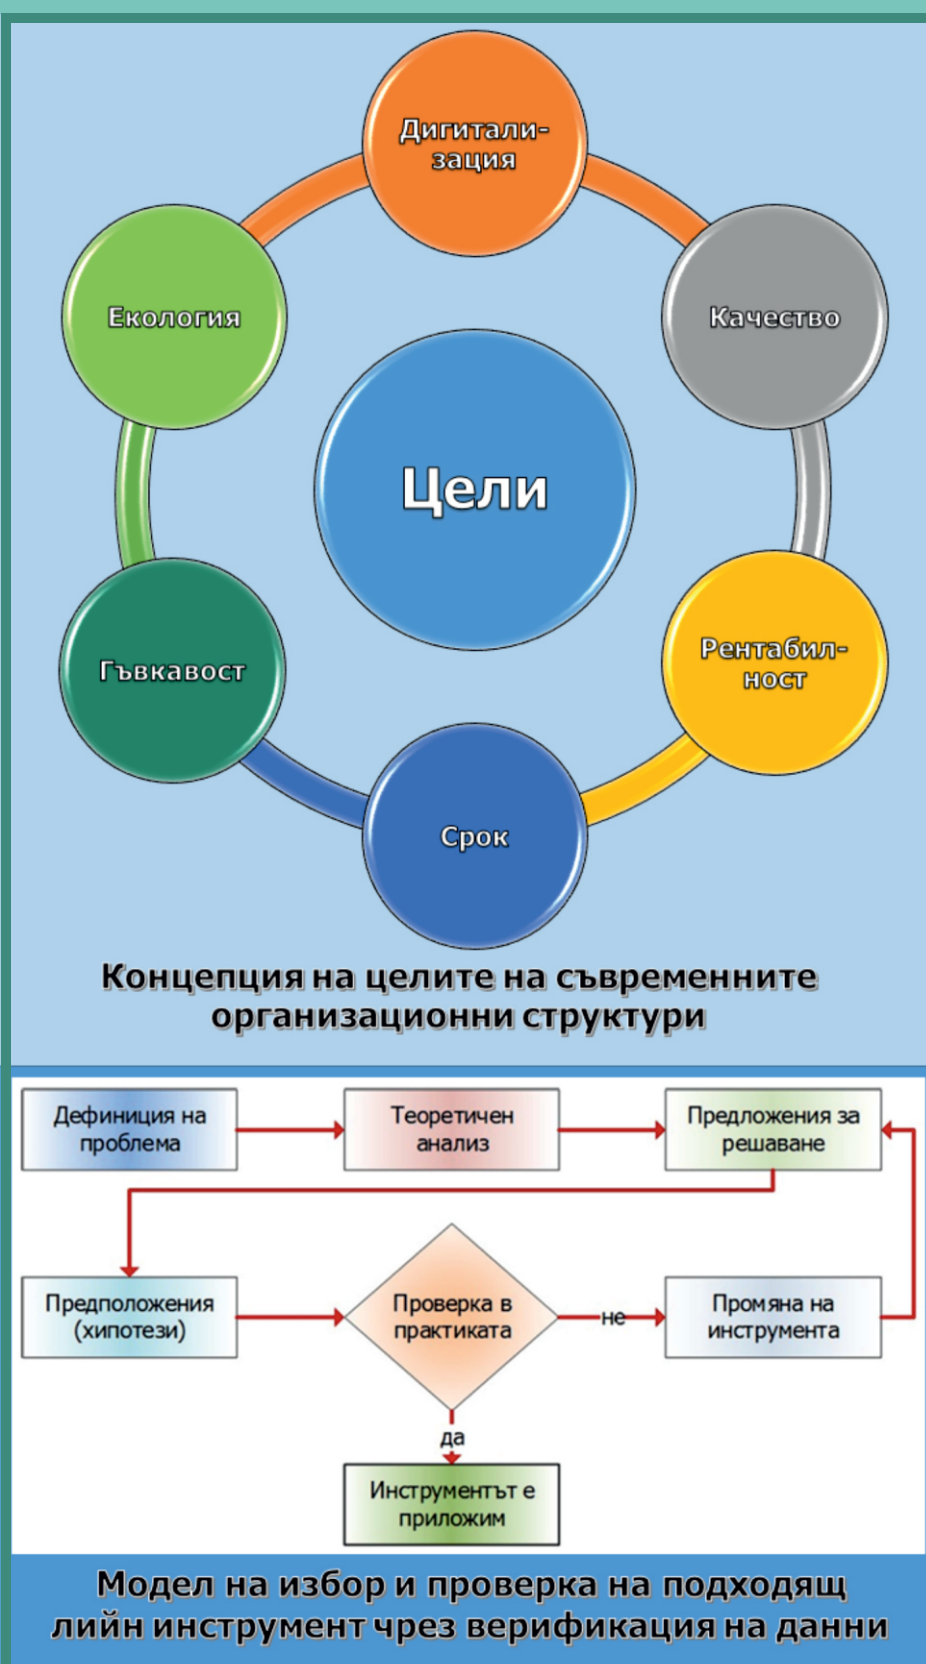 Дигитали-
зация
Екология
Качество
Цели
Гъвкавост
Рентабил-
ност
Срок
Концепция на целите на съвременните
организационни структури
Дефиниция на
проблема
Теоретичен
анализ
Предложения за
решаване
Предположения
(хипотези)
Проверка в
практиката
не
Промяна на
инструмента
да
Инструментът е
приложим
Модел на избор и проверка на подходящ
лийн инструмент чрез верификация на данни